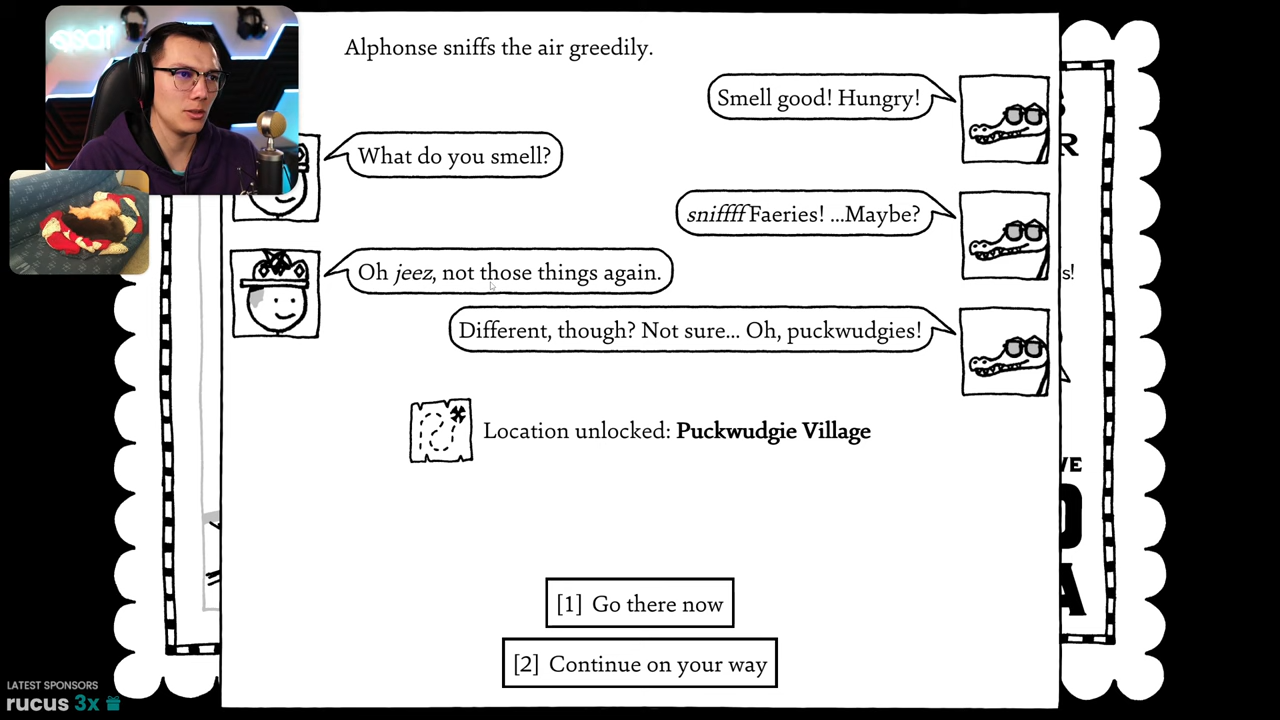 Alphonse sniffs the air greedily.
Smell good! Hungry!
What do you smell?
sniffff Faeries! ...Maybe?
Oh jeez, not those things again.
Different, though? Not sure... Oh, puckwudgies!
Location unlocked: Puckwudgie Village
[1] Go there now
[2] Continue on your way
LATEST SPONSORS
rucus 3x
R
s!
VE